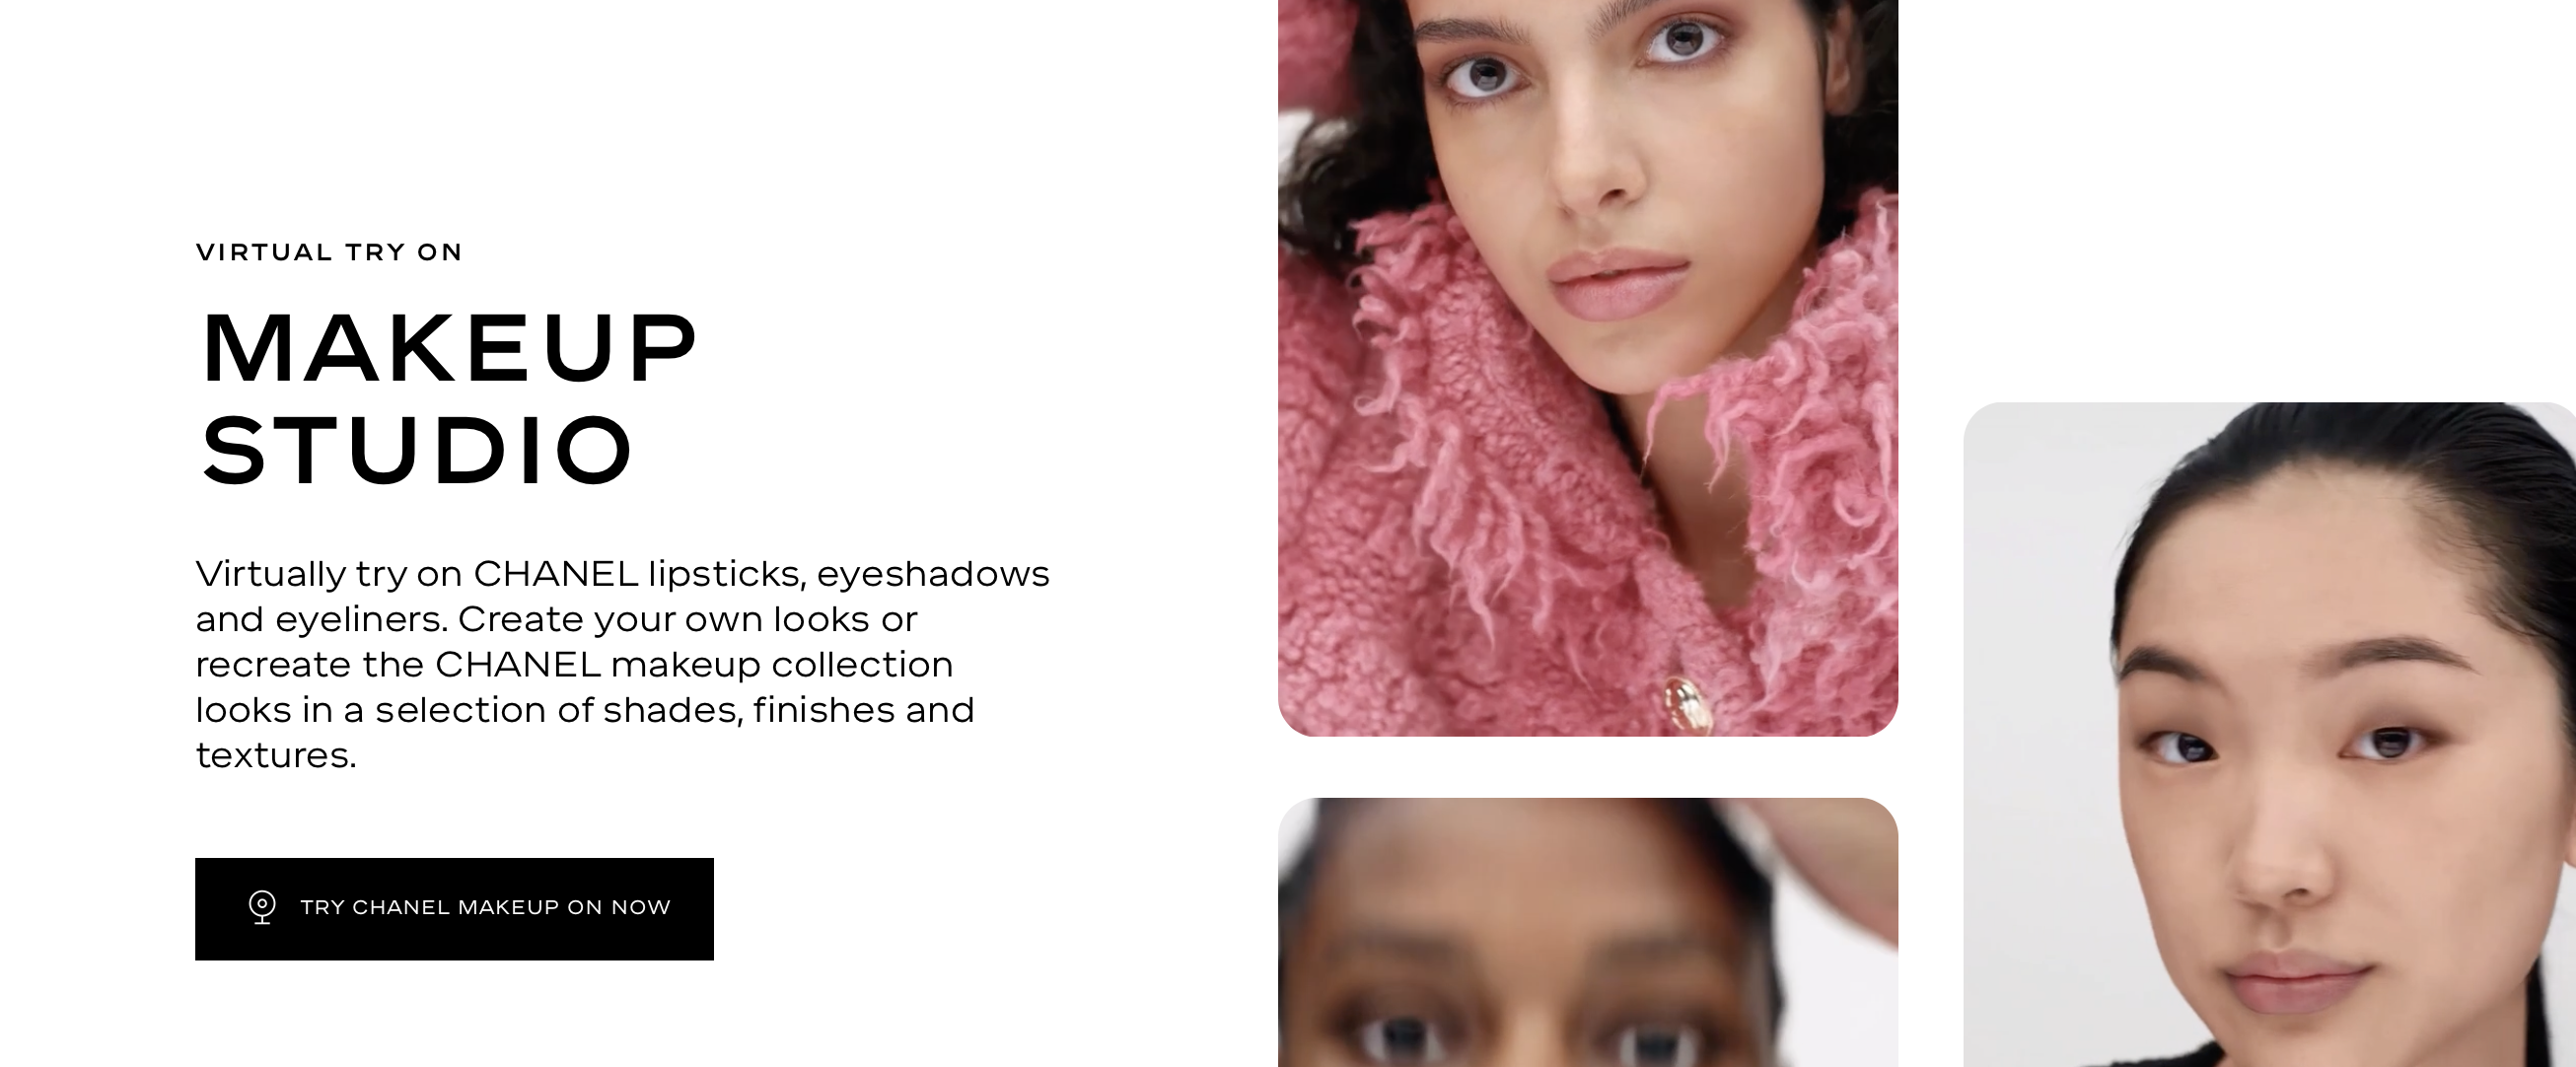 VIRTUAL TRY ON
MAKEUP
STUDIO
Virtually try on CHANEL lipsticks, eyeshadows
and eyeliners. Create your own looks or
recreate the CHANEL makeup collection
looks in a selection of shades, finishes and
textures.
TRY CHANEL MAKEUP ON NOW